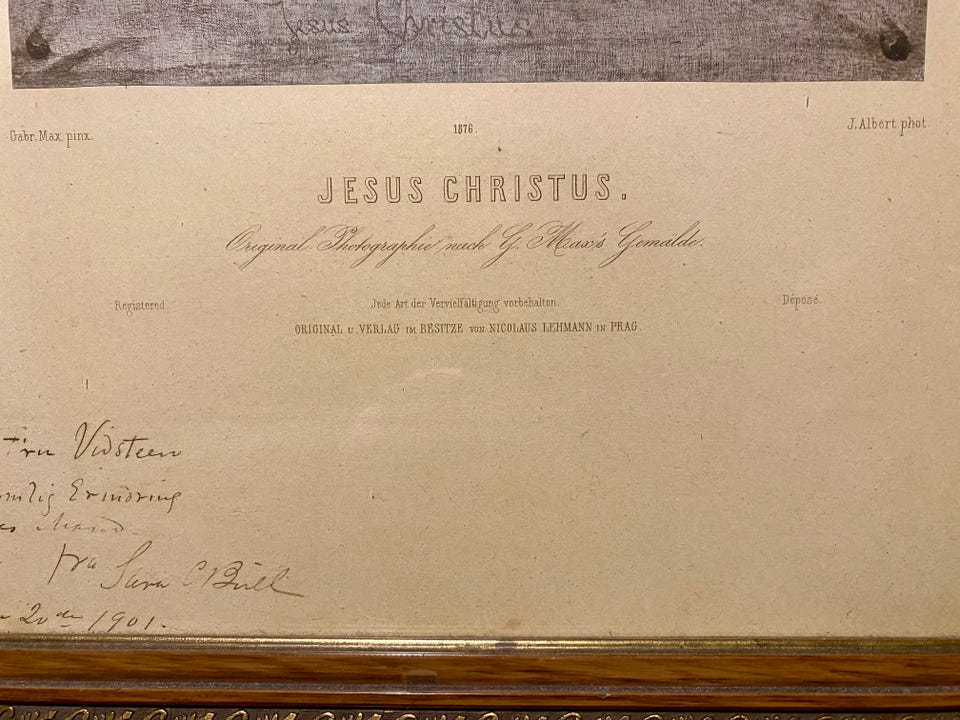 Jesus Christus
Gabr. Max pinx.
1876.
J. Albert phot.
JESUS CHRISTUS.
Original-Photographie nach G. Max's Gemälde.
Registered
Jede Art der Vervielfältigung vorbehalten.
Déposé.
ORIGINAL U. VERLAG IM BESITZE VON NICOLAUS LEHMANN IN PRAG.
Fru Vidsteen
Erindring
fra Sara C Bull
20de 1901.